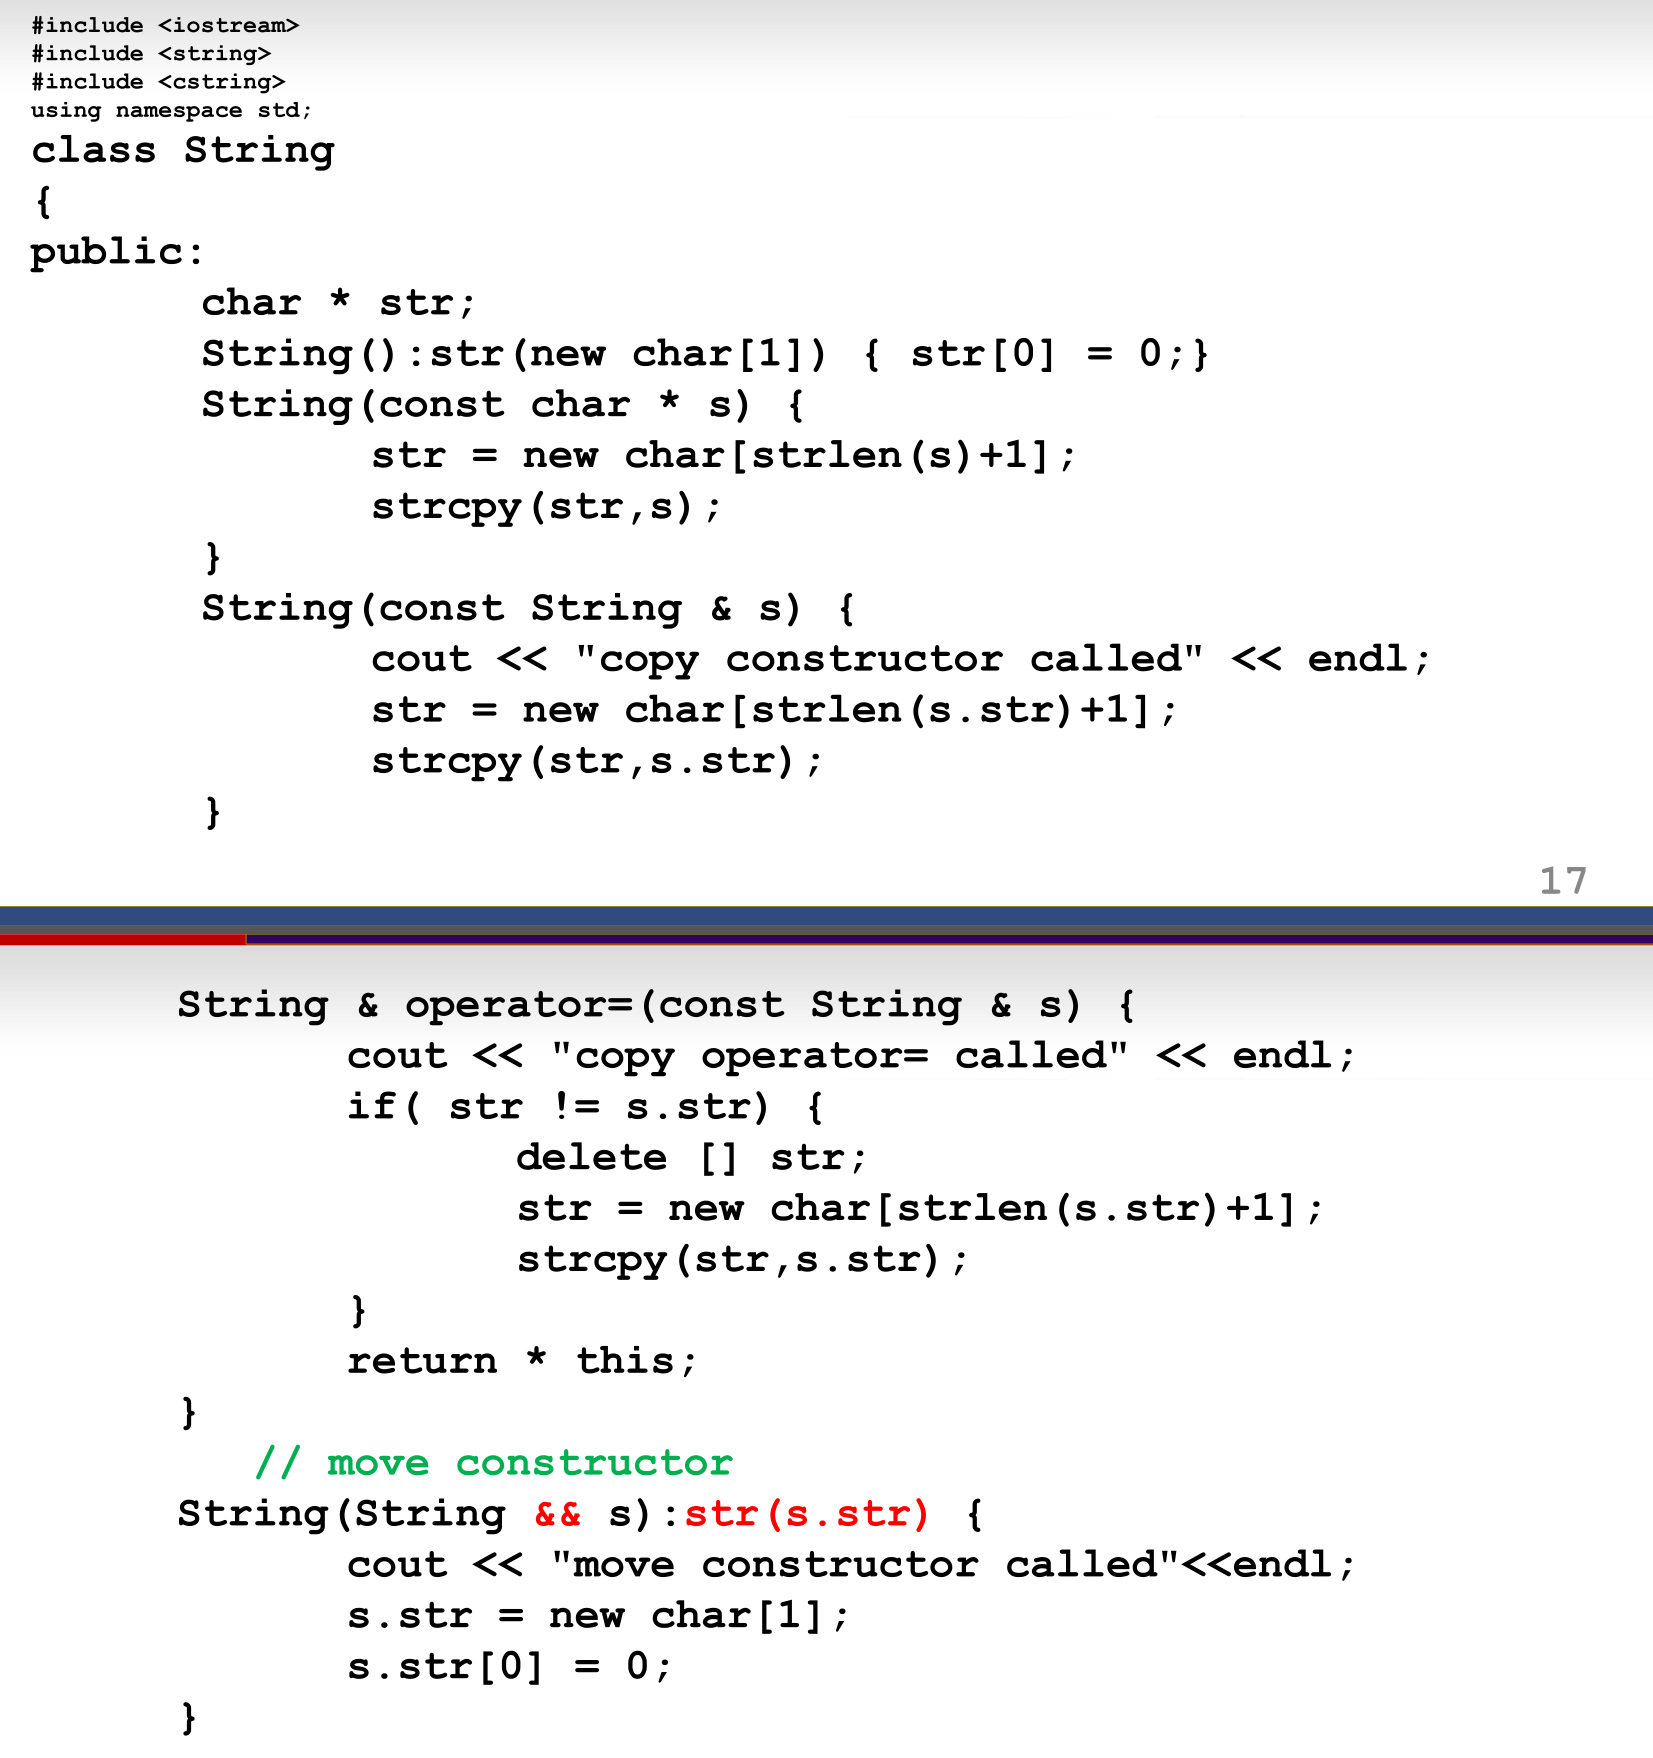 #include <iostream>
#include <string>
#include <cstring>
using namespace std;
class String
{
public:
char * str;
String():str(new char[1]) { str[0] = 0;}
String(const char * s) {
str = new char[strlen(s)+1];
strcpy(str,s);
}
String(const String & s) {
cout << "copy constructor called" << endl;
str = new char[strlen(s.str)+1];
strcpy(str,s.str);
}
17
String & operator=(const String & s) {
cout << "copy operator= called" << endl;
if( str != s.str) {
delete [] str;
str = new char[strlen(s.str)+1];
strcpy(str,s.str);
}
return * this;
}
// move constructor
String(String && s):str(s.str) {
cout << "move constructor called"<<endl;
s.str = new char[1];
s.str[0] = 0;
}